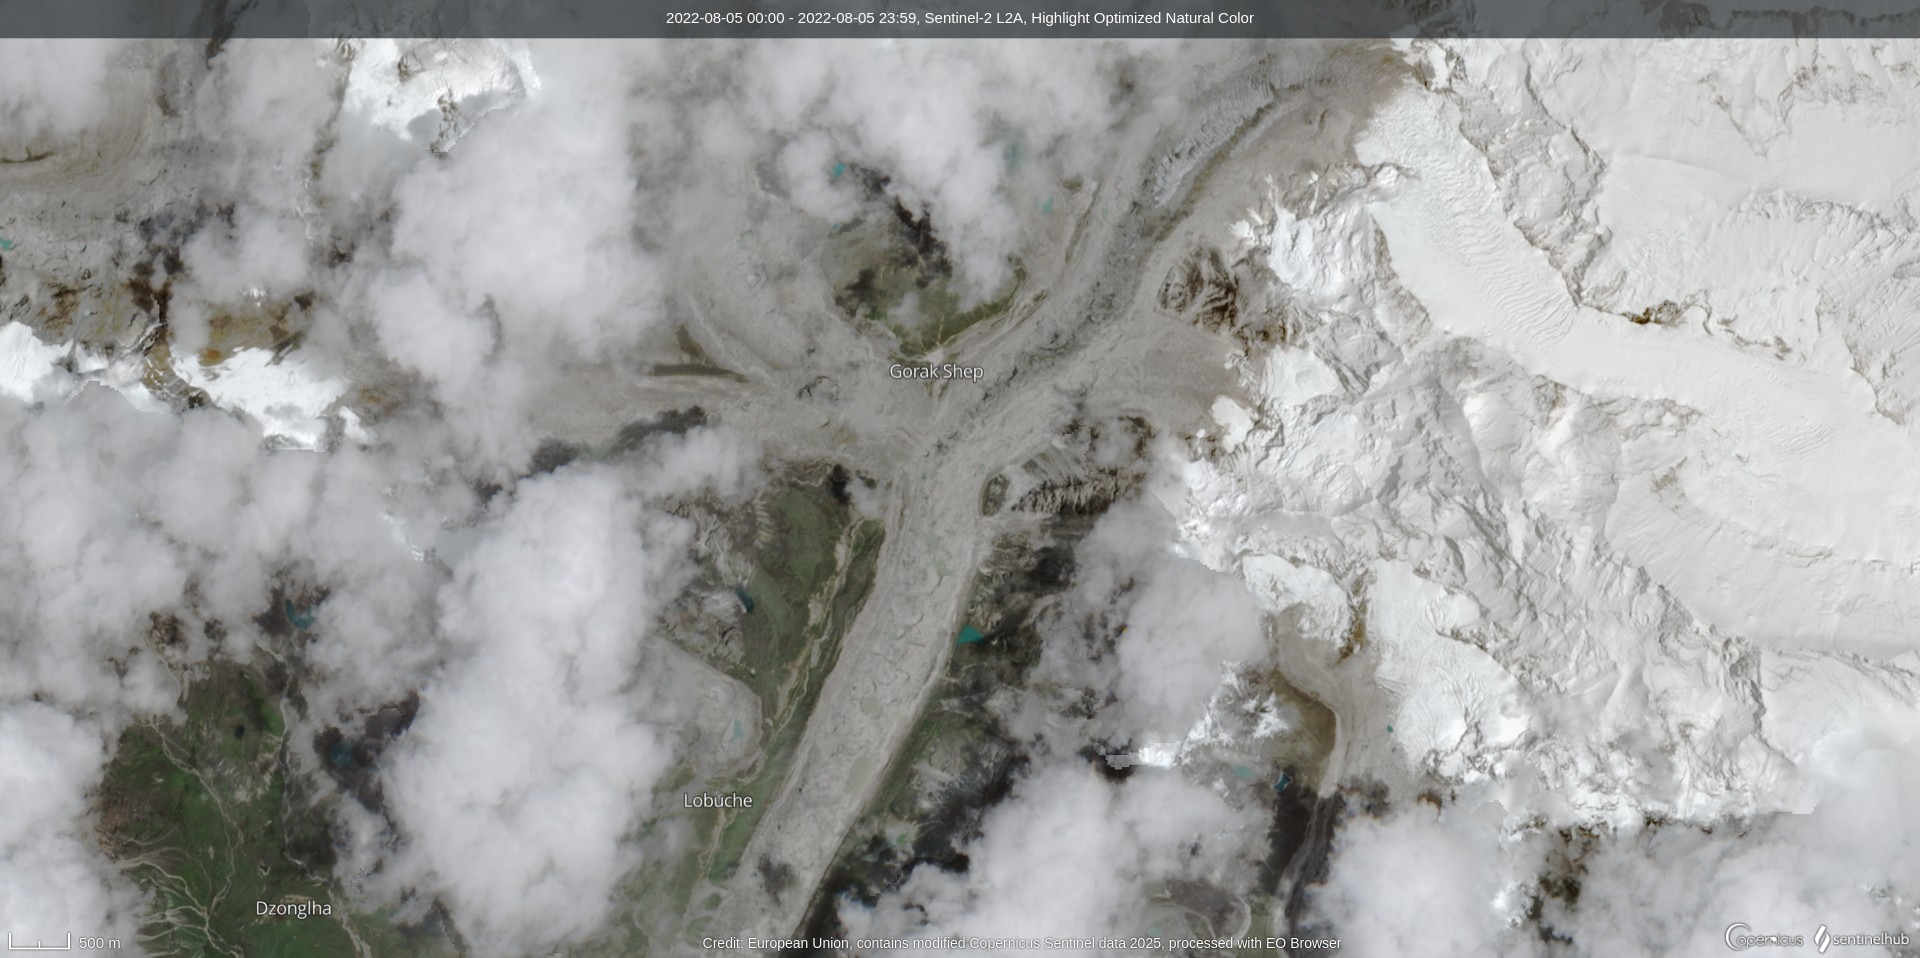 2022-08-05 00:00 - 2022-08-05 23:59, Sentinel-2 L2A, Highlight Optimized Natural Color
Gorak Shep
Lobuche
Dzonglha
500 m
Credit: European Union, contains modified Copernicus Sentinel data 2025, processed with EO Browser
Copernicus
sentinelhub